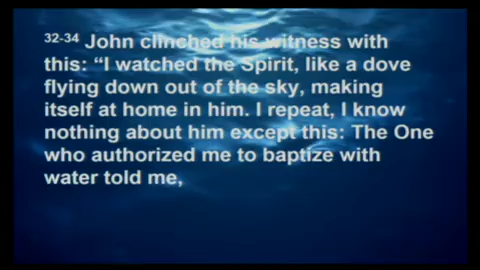 32-34 John clinched his witness with
this: “I watched the Spirit, like a dove
flying down out of the sky, making
itself at home in him. I repeat, I know
nothing about him except this: The One
who authorized me to baptize with
water told me,